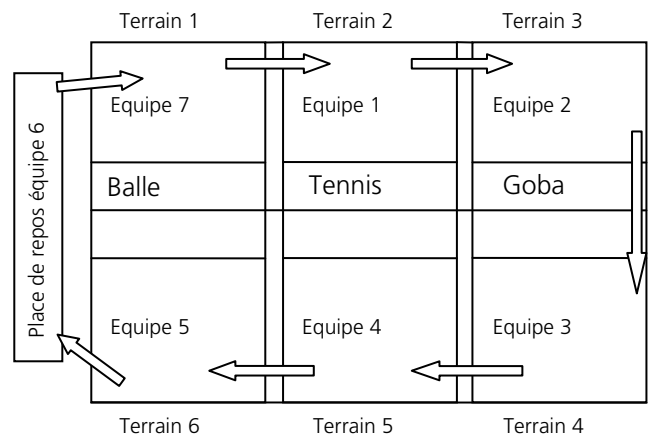 Terrain 1
Terrain 2
Terrain 3
Equipe 7
Equipe 1
Equipe 2
Place de repos équipe 6
Balle
Tennis
Goba
Equipe 5
Equipe 4
Equipe 3
Terrain 6
Terrain 5
Terrain 4